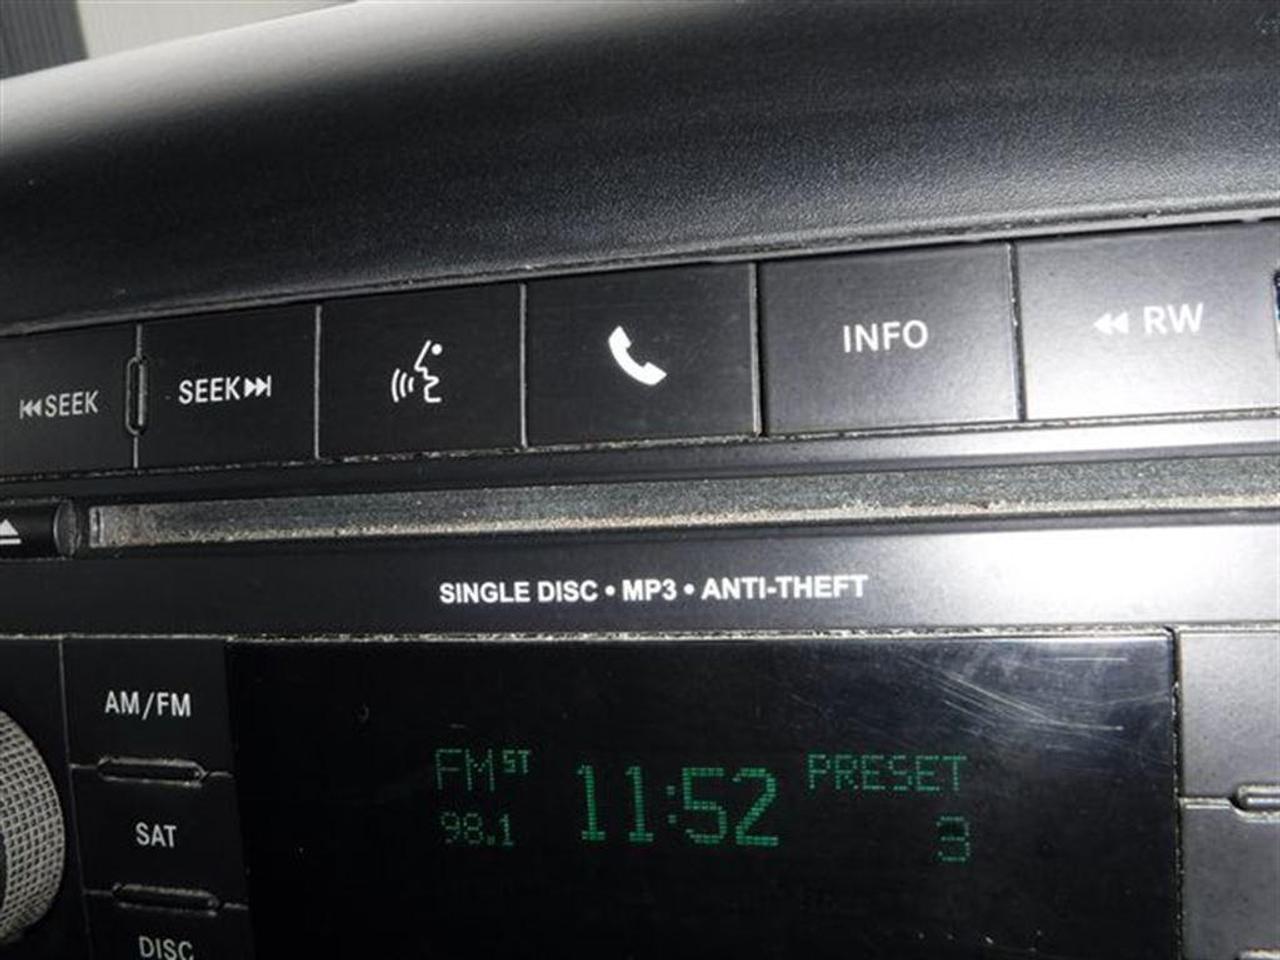 SEEK
SEEK
INFO
RW
SINGLE DISC • MP3 • ANTI-THEFT
AM/FM
SAT
DISC
FM ST 11:52 PRESET
98.1 3